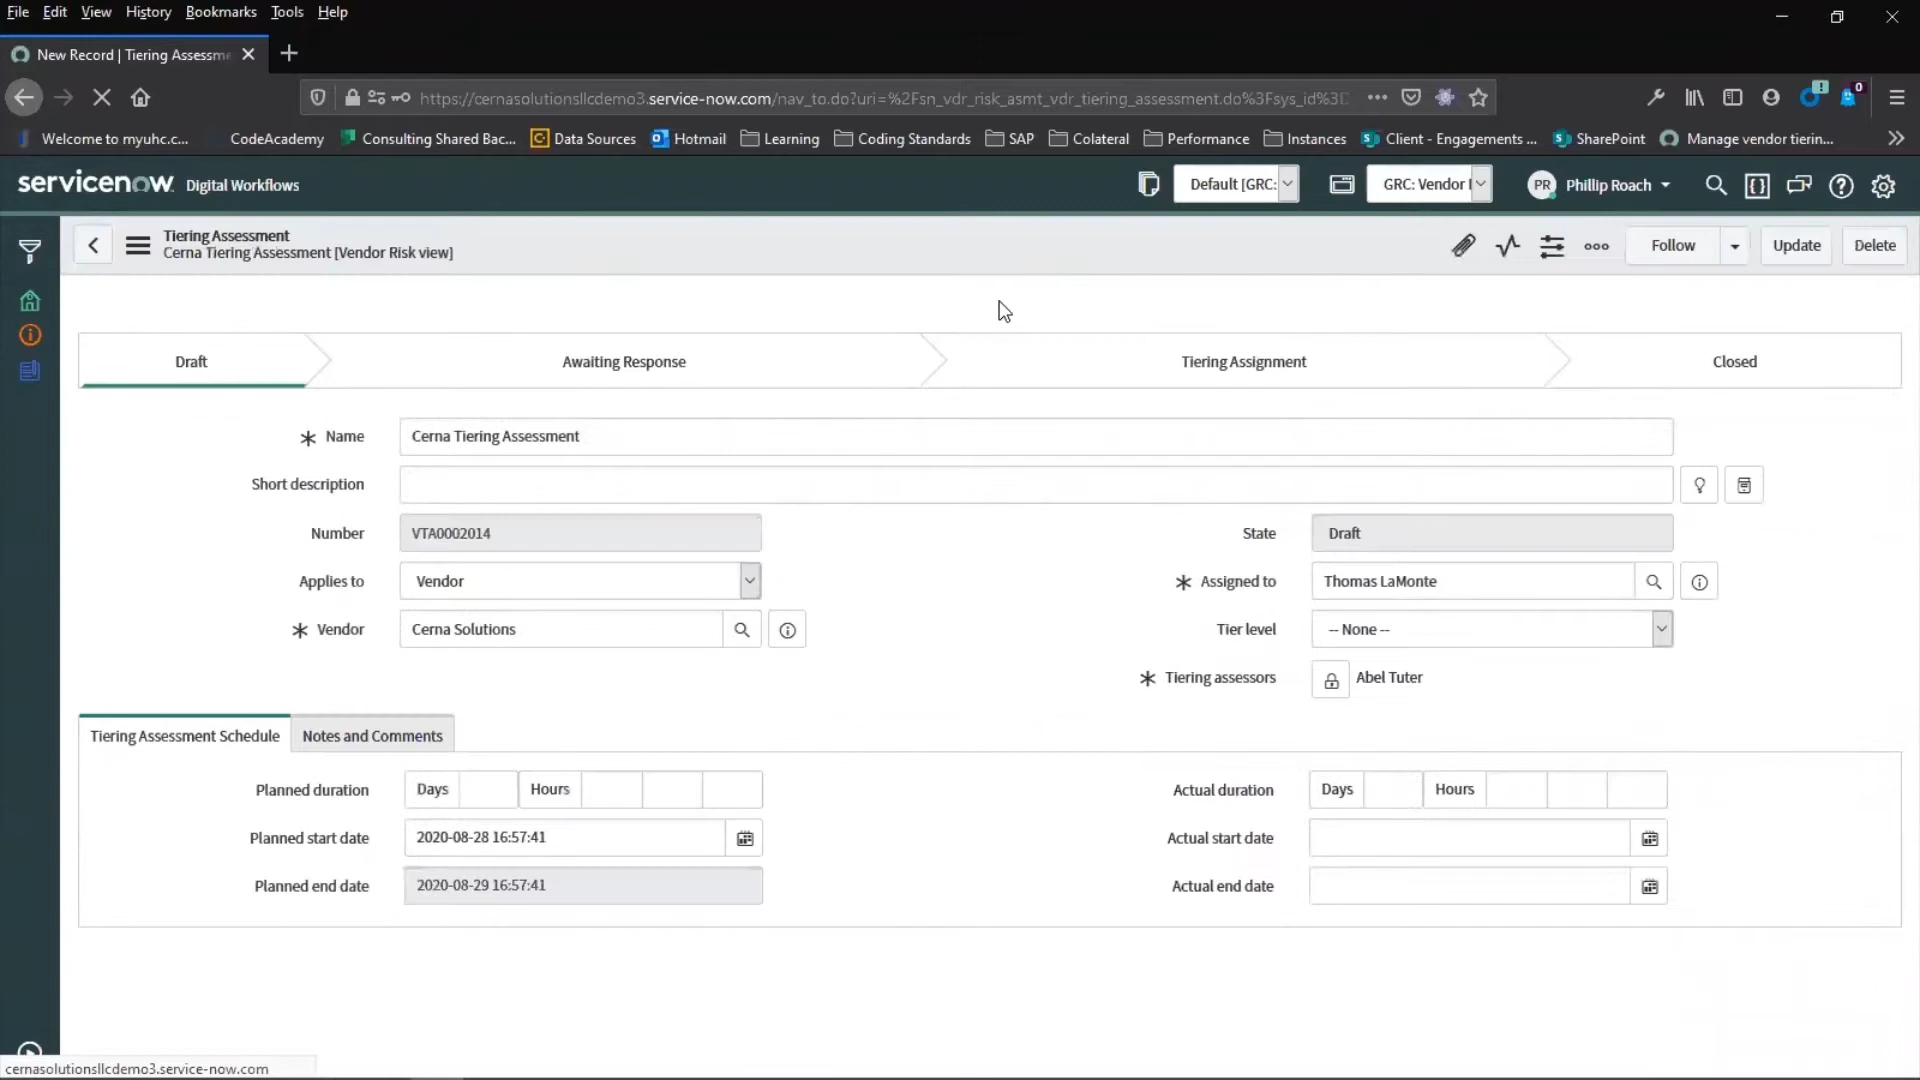 File Edit View History Bookmarks Tools Help
New Record | Tiering Assessme
https://cernasolutionsllcdemo3.service-now.com/nav_to.do?uri=%2Fsn_vdr_risk_asmt_vdr_tiering_assessment.do%3Fsys_id%3D
0
Welcome to myuhc.c... CodeAcademy Consulting Shared Bac... Data Sources Hotmail Learning Coding Standards SAP Colateral Performance Instances Client - Engagements ... SharePoint Manage vendor tierin...
servicenow Digital Workflows Default [GRC: GRC: Vendor PR Phillip Roach
Tiering Assessment
Cerna Tiering Assessment [Vendor Risk view]
Follow Update Delete
Draft Awaiting Response Tiering Assignment Closed
Name Cerna Tiering Assessment
Short description
Number VTA0002014 State Draft
Applies to Vendor Assigned to Thomas LaMonte
Vendor Cerna Solutions Tier level -- None --
Tiering assessors Abel Tuter
Tiering Assessment Schedule Notes and Comments
Planned duration Days Hours Actual duration Days Hours
Planned start date 2020-08-28 16:57:41 Actual start date
Planned end date 2020-08-29 16:57:41 Actual end date
cernasolutionsllcdemo3.service-now.com